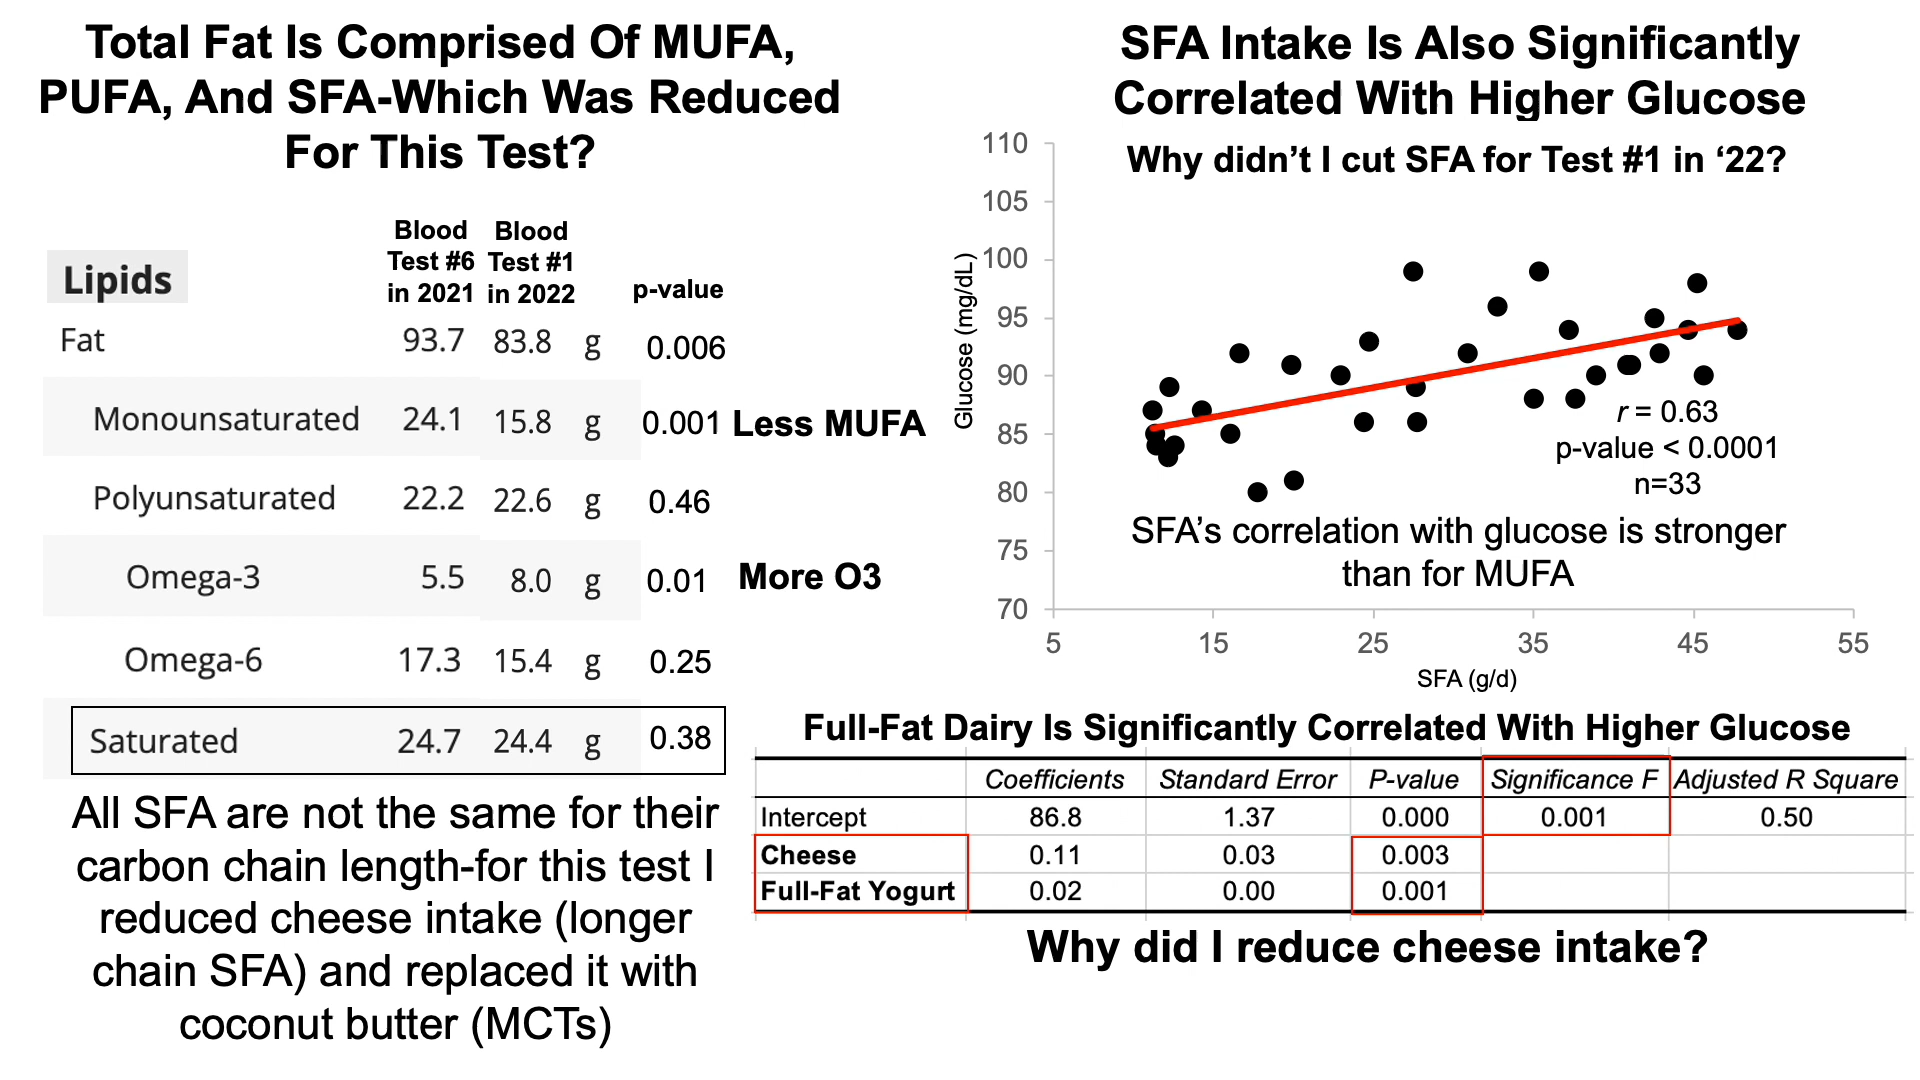 Total Fat Is Comprised Of MUFA,
PUFA, And SFA-Which Was Reduced
For This Test?
Blood Test #6 in 2021
Blood Test #1 in 2022
p-value
Lipids
Fat 93.7 83.8 g 0.006
Monounsaturated 24.1 15.8 g 0.001 Less MUFA
Polyunsaturated 22.2 22.6 g 0.46
Omega-3 5.5 8.0 g 0.01 More O3
Omega-6 17.3 15.4 g 0.25
Saturated 24.7 24.4 g 0.38
All SFA are not the same for their
carbon chain length-for this test I
reduced cheese intake (longer
chain SFA) and replaced it with
coconut butter (MCTs)
SFA Intake Is Also Significantly
Correlated With Higher Glucose
Why didn’t I cut SFA for Test #1 in ‘22?
Glucose (mg/dL)
110
105
100
95
90
85
80
75
70
r = 0.63
p-value < 0.0001
n=33
SFA’s correlation with glucose is stronger
than for MUFA
5 15 25 35 45 55
SFA (g/d)
Full-Fat Dairy Is Significantly Correlated With Higher Glucose
Coefficients Standard Error P-value Significance F Adjusted R Square
Intercept 86.8 1.37 0.000 0.001 0.50
Cheese 0.11 0.03 0.003
Full-Fat Yogurt 0.02 0.00 0.001
Why did I reduce cheese intake?